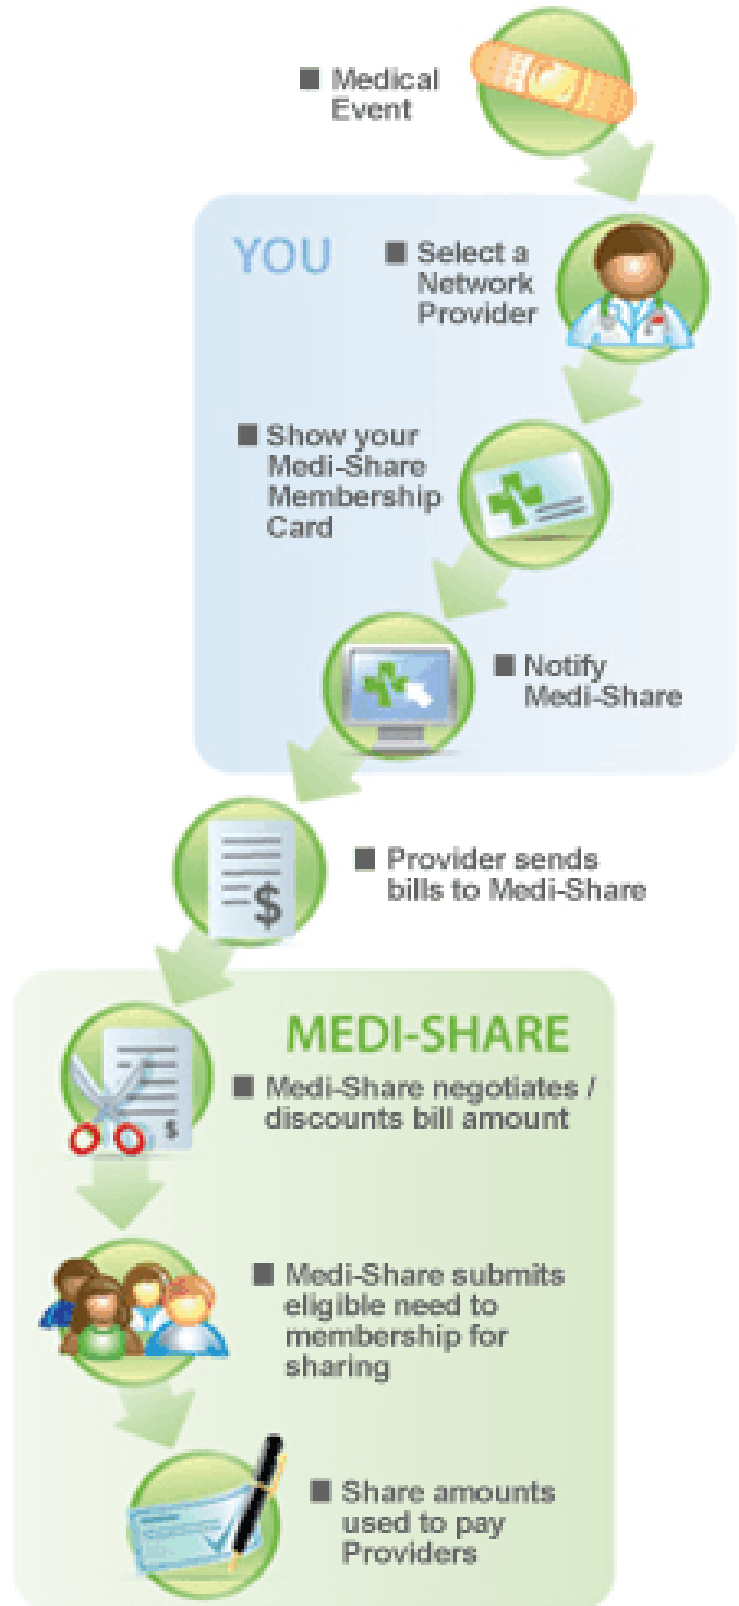 Medical
Event
YOU
Select a
Network
Provider
Show your
Medi-Share
Membership
Card
Notify
Medi-Share
Provider sends
bills to Medi-Share
$
MEDI-SHARE
Medi-Share negotiates /
discounts bill amount
$
Medi-Share submits
eligible need to
membership for
sharing
Share amounts
used to pay
Providers